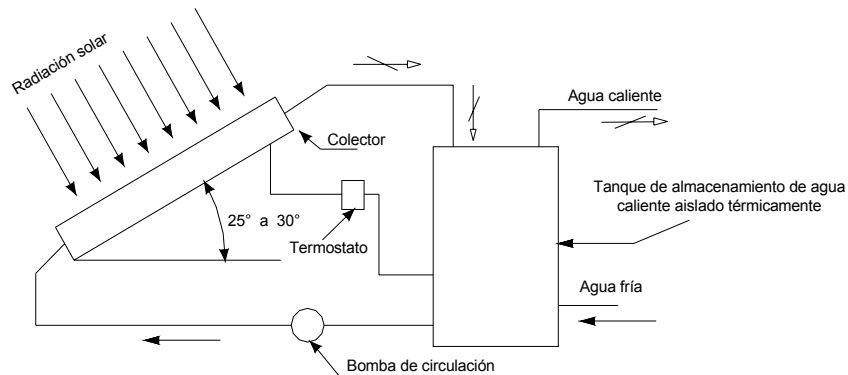 Radiación solar
Agua caliente
Colector
Tanque de almacenamiento de agua
caliente aislado térmicamente
25° a 30°
Termostato
Agua fría
Bomba de circulación